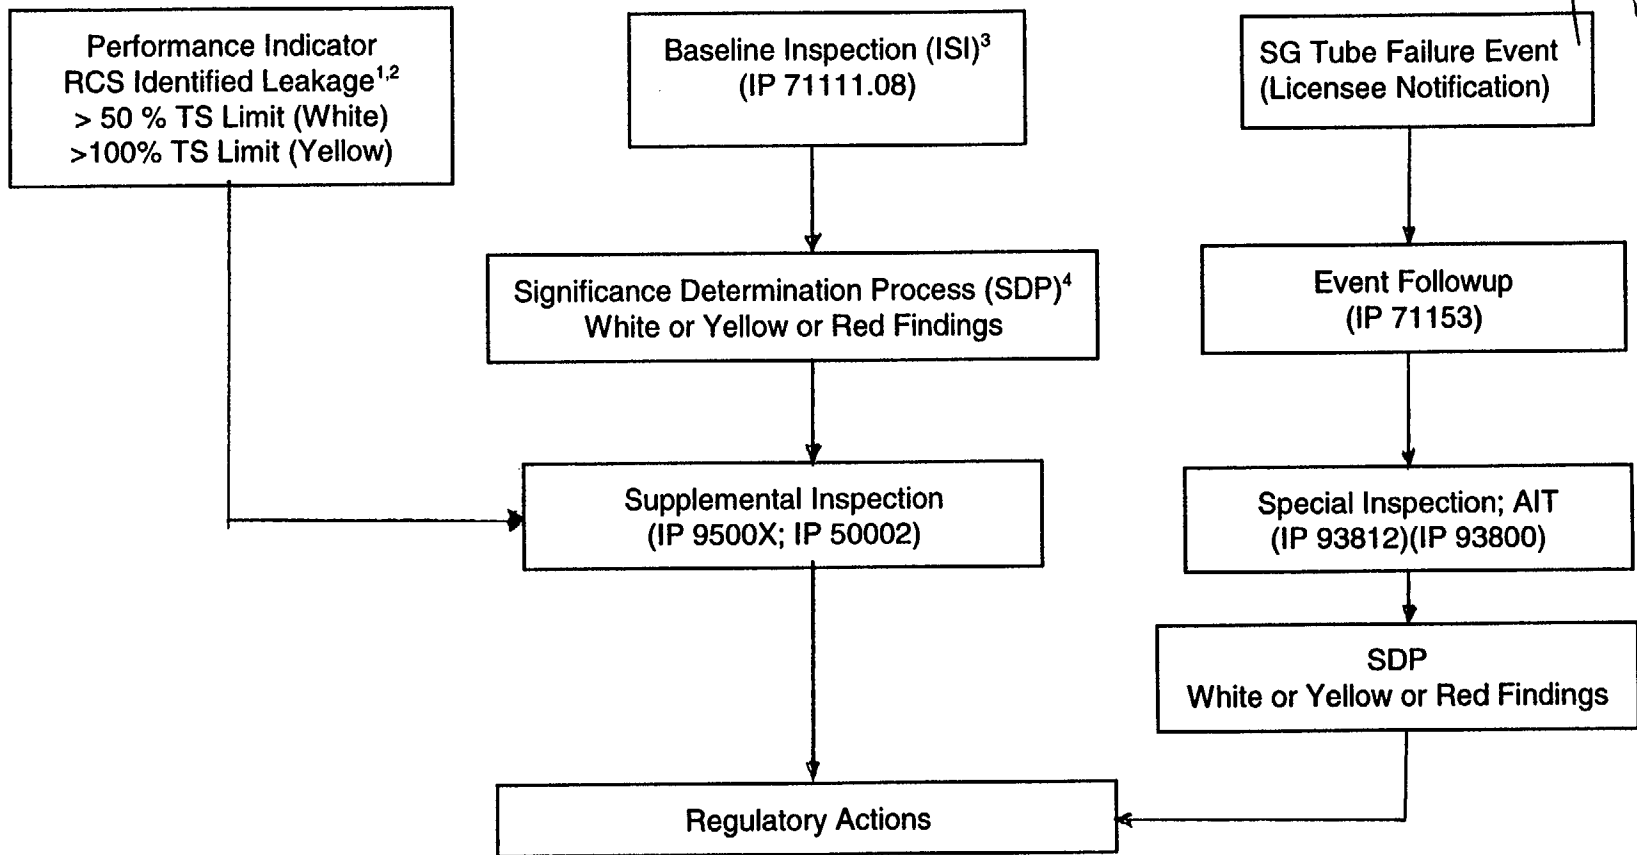 Performance Indicator
RCS Identified Leakage1,2
> 50 % TS Limit (White)
>100% TS Limit (Yellow)
Baseline Inspection (ISI)3
(IP 71111.08)
SG Tube Failure Event
(Licensee Notification)
Significance Determination Process (SDP)4
White or Yellow or Red Findings
Event Followup
(IP 71153)
Supplemental Inspection
(IP 9500X; IP 50002)
Special Inspection; AIT
(IP 93812)(IP 93800)
SDP
White or Yellow or Red Findings
Regulatory Actions